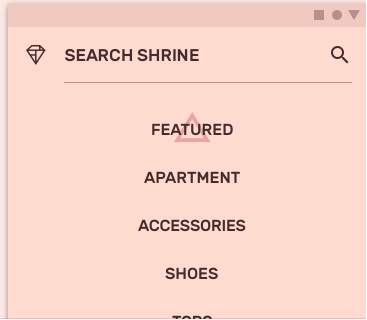 SEARCH SHRINE
FEATURED
APARTMENT
ACCESSORIES
SHOES